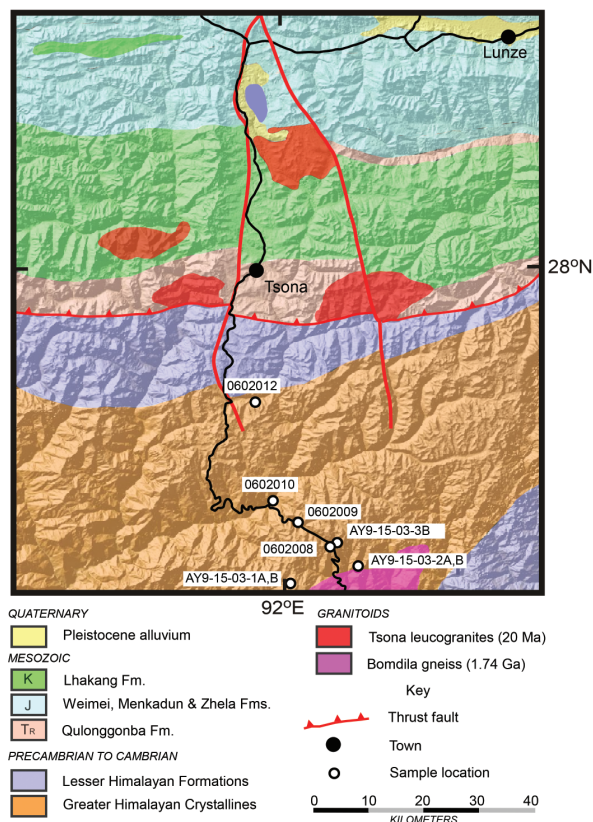 Lunze
28°N
Tsona
0602012
0602010
0602009
AY9-15-03-3B
0602008
AY9-15-03-2A,B
AY9-15-03-1A,B
92°E
QUATERNARY
Pleistocene alluvium
MESOZOIC
K Lhakang Fm.
J Weimei, Menkadun & Zhela Fms.
TR Qulonggonba Fm.
PRECAMBRIAN TO CAMBRIAN
Lesser Himalayan Formations
Greater Himalayan Crystallines
GRANITOIDS
Tsona leucogranites (20 Ma)
Bomdila gneiss (1.74 Ga)
Key
Thrust fault
Town
Sample location
0 10 20 30 40
KILOMETERS